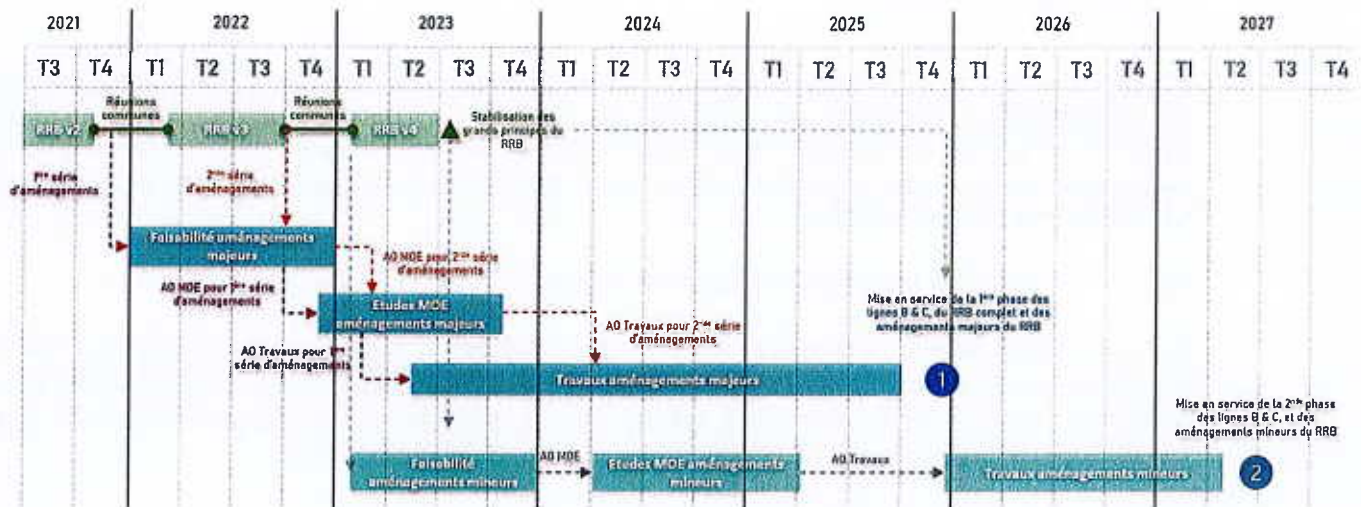 2021 2022 2023 2024 2025 2026 2027
T3 T4 T1 T2 T3 T4 T1 T2 T3 T4 T1 T2 T3 T4 T1 T2 T3 T4 T1 T2 T3 T4 T1 T2 T3 T4
Réunions
communes
Réunions
communes
RRB v2
RRB v3
RRB v4
Stabilisation des
grands principes du
RRB
1ère série
d'aménagements
2nde série
d'aménagements
Faisabilité aménagements
majeurs
AO MOE pour 2nde série
d'aménagements
AO MOE pour 1ère série
d'aménagements
Etudes MOE
aménagements majeurs
Mise en service de la 1ère phase des
lignes B & C, du RRB complet et des
aménagements majeurs du RRB
AO Travaux pour 2nde série
d'aménagements
AO Travaux pour 1ère
série d'aménagements
Travaux aménagements majeurs
1
Mise en service de la 2nde phase
des lignes B & C, et des
aménagements mineurs du RRB
Faisabilité
aménagements mineurs
AO MOE
Etudes MOE aménagements
mineurs
AO Travaux
Travaux aménagements mineurs
2